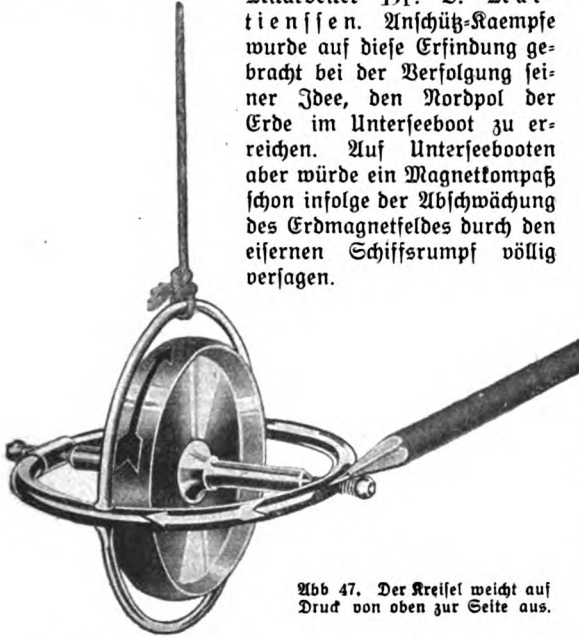 tienssen. Anschütz-Kaempfe
wurde auf diese Erfindung ge-
bracht bei der Verfolgung sei-
ner Idee, den Nordpol der
Erde im Unterseeboot zu er-
reichen. Auf Unterseebooten
aber würde ein Magnetkompaß
schon infolge der Abschwächung
des Erdmagnetfeldes durch den
eisernen Schiffsrumpf völlig
versagen.
Abb 47. Der Kreisel weicht auf
Druck von oben zur Seite aus.